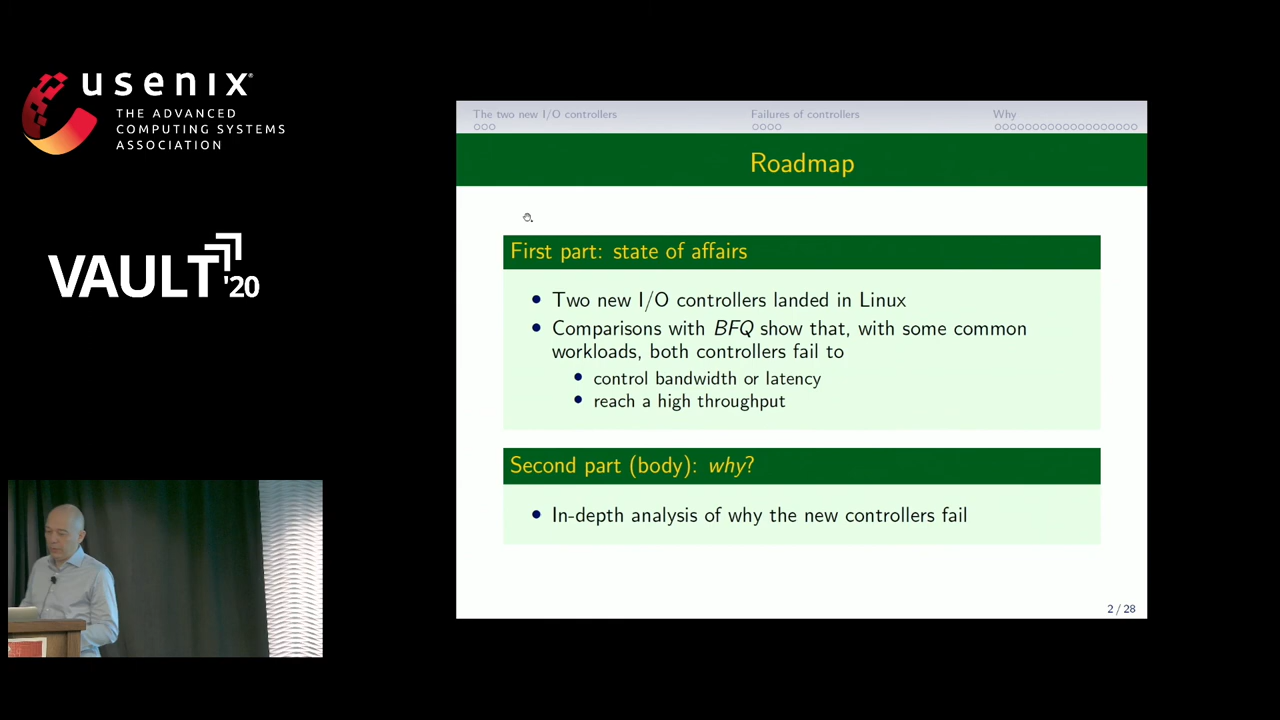 usenix
THE ADVANCED
COMPUTING SYSTEMS
ASSOCIATION
VAULT '20
The two new I/O controllers
Failures of controllers
Why
Roadmap
First part: state of affairs
Two new I/O controllers landed in Linux
Comparisons with BFQ show that, with some common
workloads, both controllers fail to
control bandwidth or latency
reach a high throughput
Second part (body): why?
In-depth analysis of why the new controllers fail
2 / 28